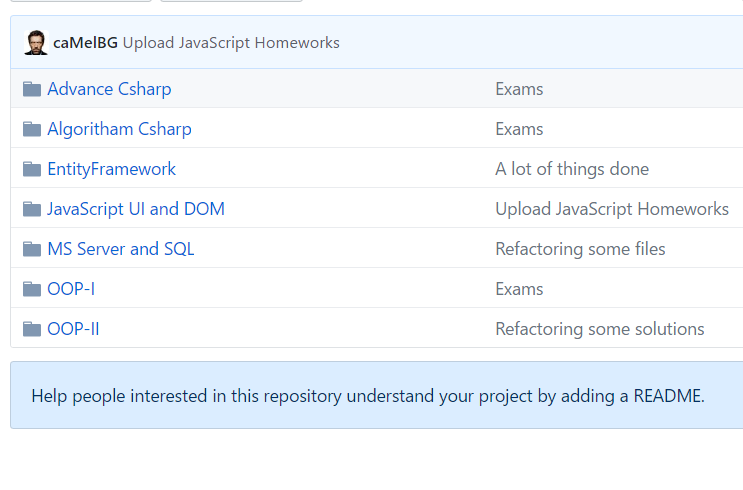 caMelBG Upload JavaScript Homeworks
Advance Csharp Exams
Algoritham Csharp Exams
EntityFramework A lot of things done
JavaScript UI and DOM Upload JavaScript Homeworks
MS Server and SQL Refactoring some files
OOP-I Exams
OOP-II Refactoring some solutions
Help people interested in this repository understand your project by adding a README.